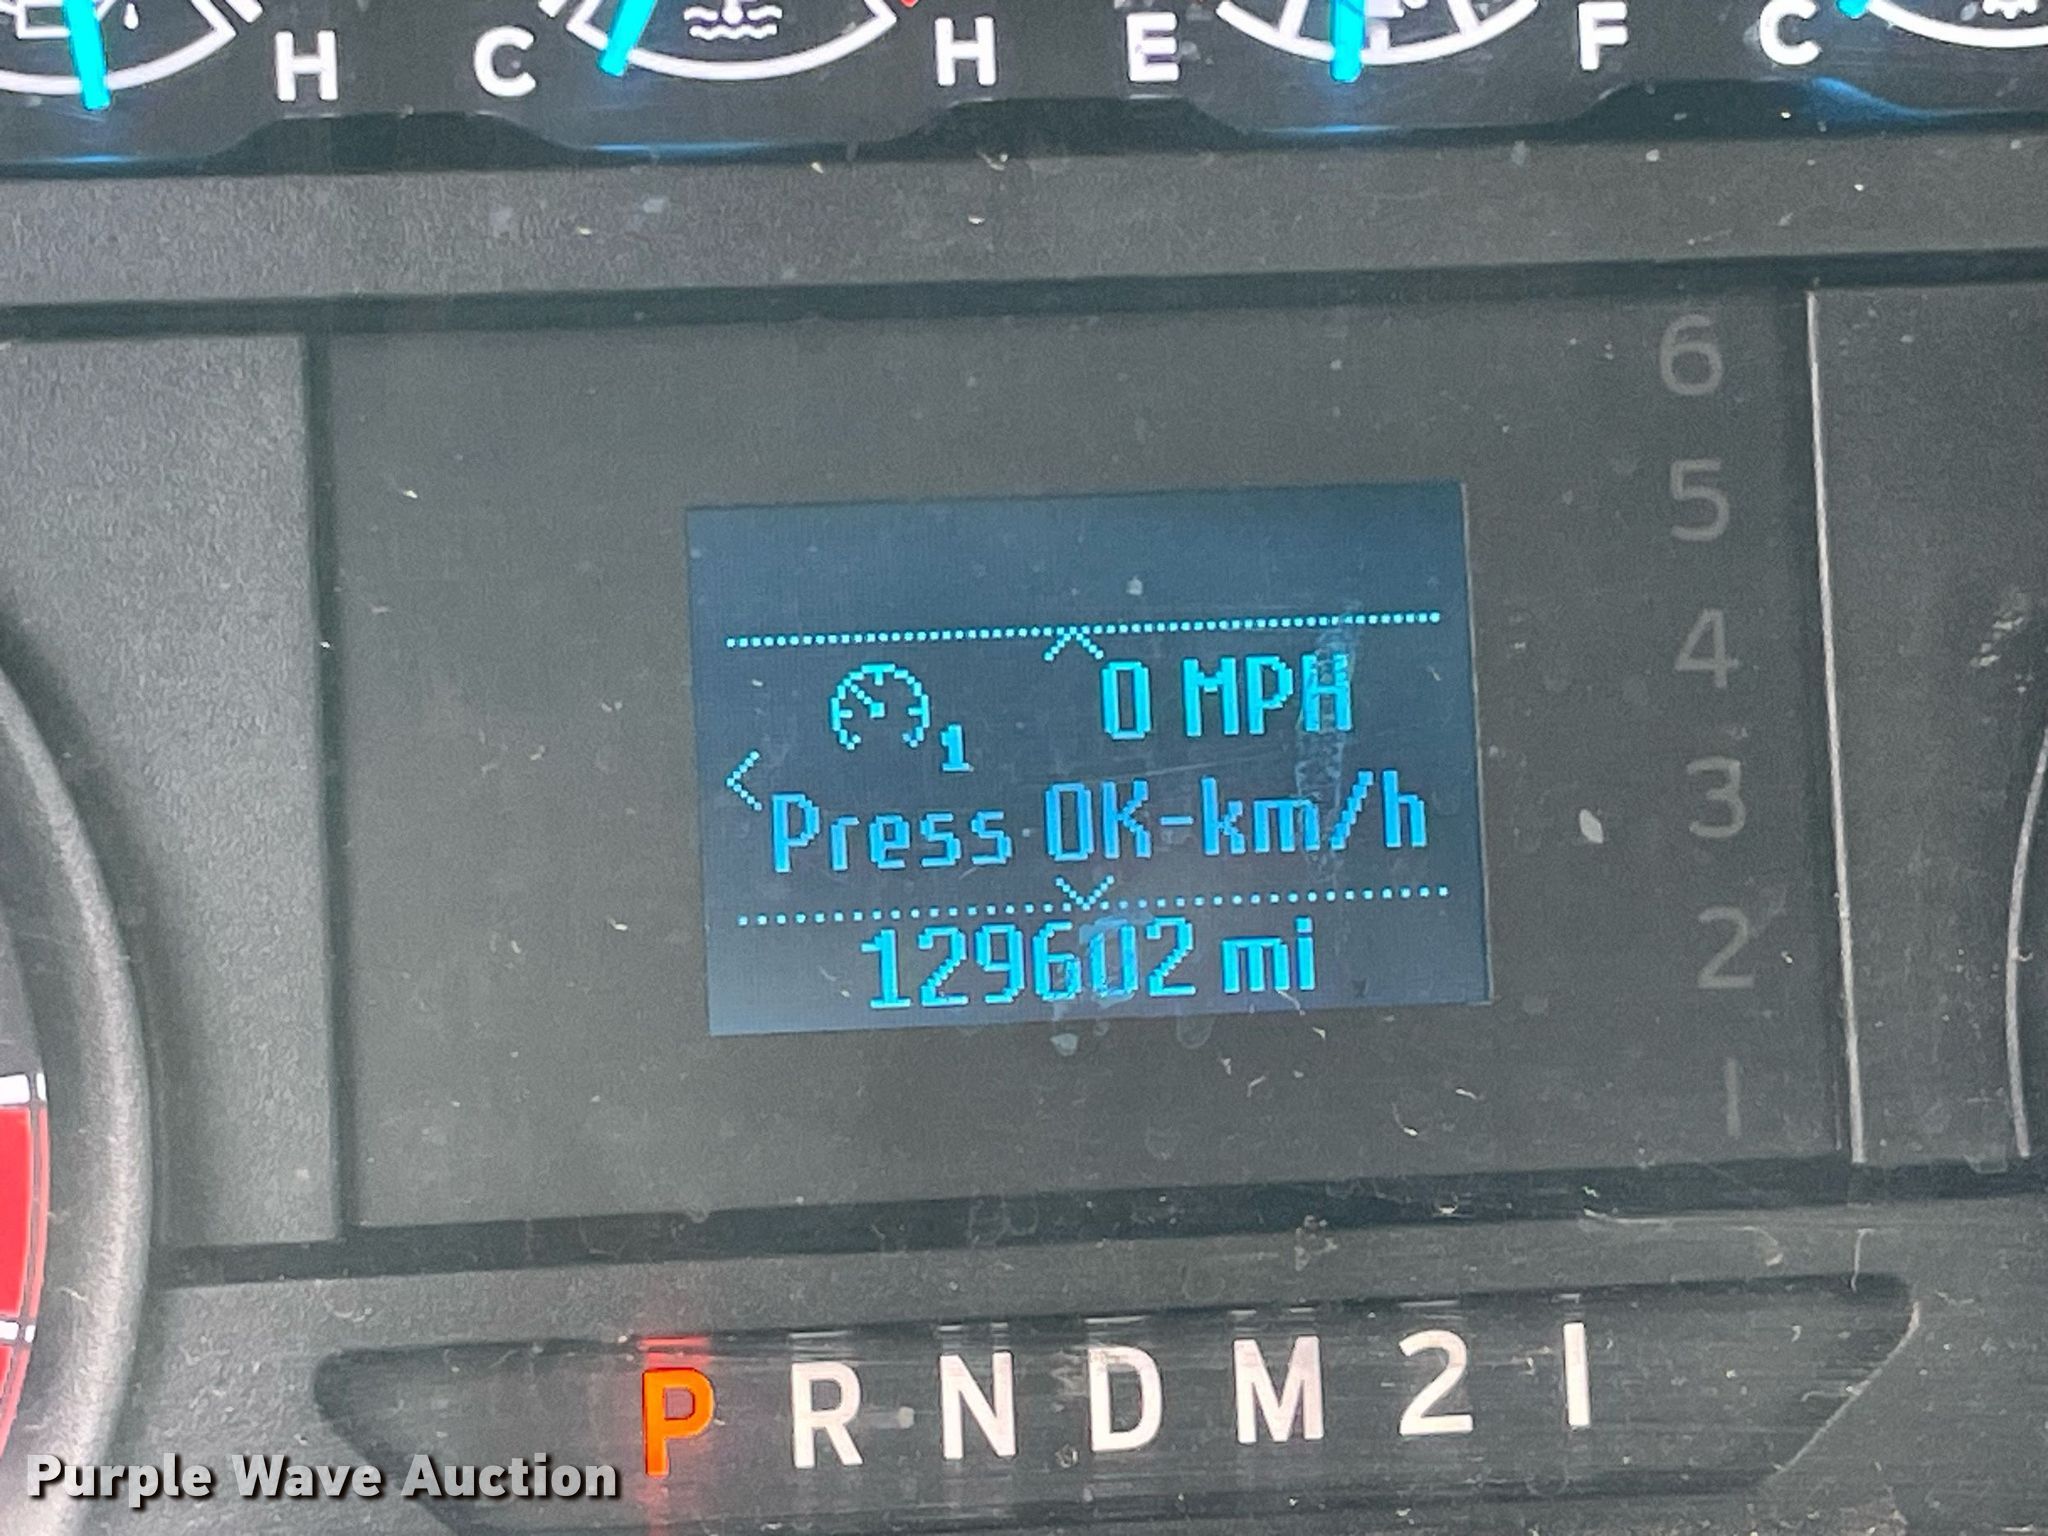 H C H E F C
6
5
4
3
2
1
0 MPH
1
Press OK-km/h
129602 mi
P R N D M 2 1
Purple Wave Auction